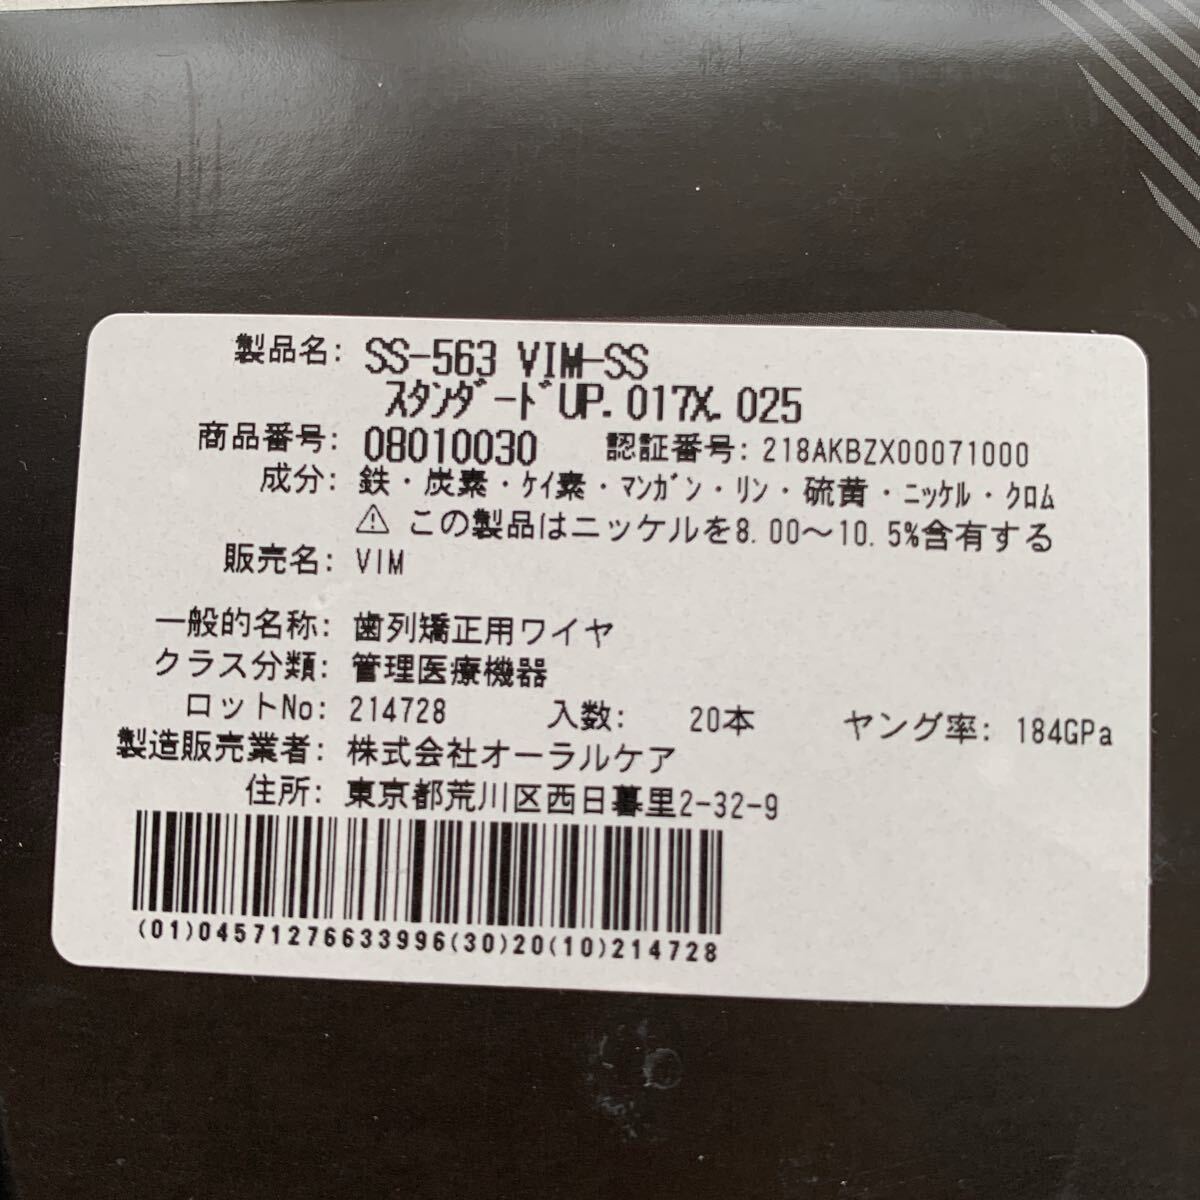 製品名: SS-563 VIM-SS
ｽﾀﾝﾀﾞｰﾄﾞUP.017X.025
商品番号: 08010030 認証番号: 218AKBZX00071000
成分: 鉄・炭素・ｹｲ素・ﾏﾝｶﾞﾝ・ﾘﾝ・硫黄・ﾆｯｹﾙ・ｸﾛﾑ
⚠ この製品はニッケルを8.00～10.5%含有する
販売名: VIM
一般的名称: 歯列矯正用ワイヤ
クラス分類: 管理医療機器
ロットNo: 214728 入数: 20本 ヤング率: 184GPa
製造販売業者: 株式会社オーラルケア
住所: 東京都荒川区西日暮里2-32-9
(01)04571276633996(30)20(10)214728